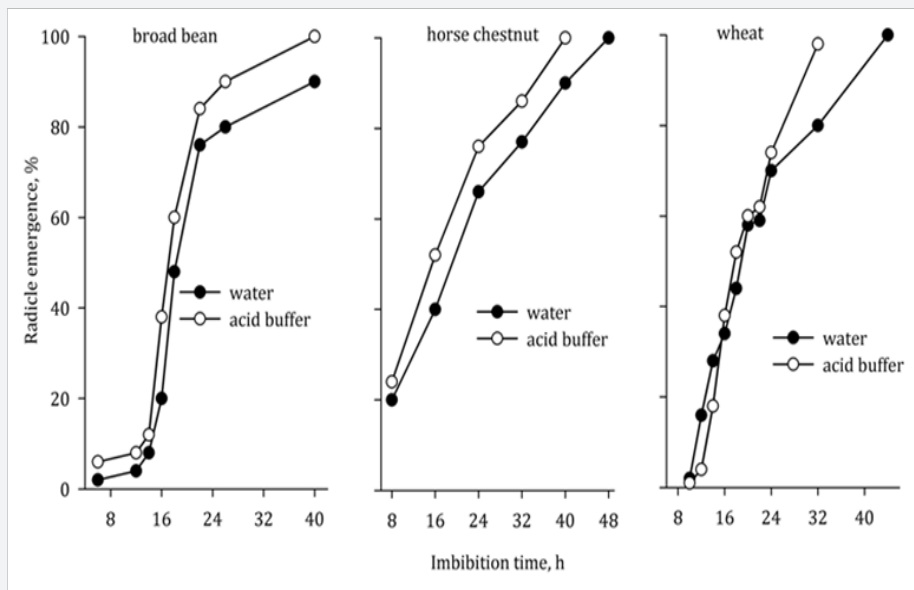 broad bean
horse chestnut
wheat
Radicle emergence, %
100
80
60
40
20
0
water
acid buffer
water
acid buffer
water
acid buffer
8 16 24 32 40
8 16 24 32 40 48
8 16 24 32 40
Imbibition time, h